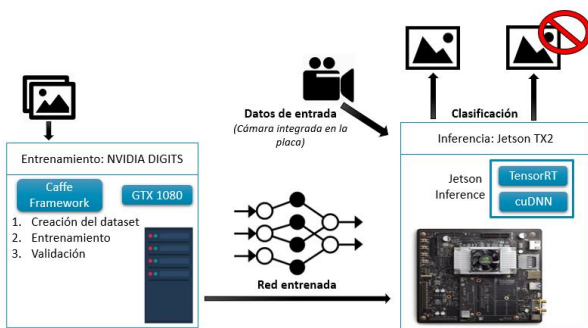 Datos de entrada
(Cámara integrada en la
placa)
Clasificación
Entrenamiento: NVIDIA DIGITS
Caffe
Framework
GTX 1080
1. Creación del dataset
2. Entrenamiento
3. Validación
Red entrenada
Inferencia: Jetson TX2
Jetson
Inference
TensorRT
cuDNN